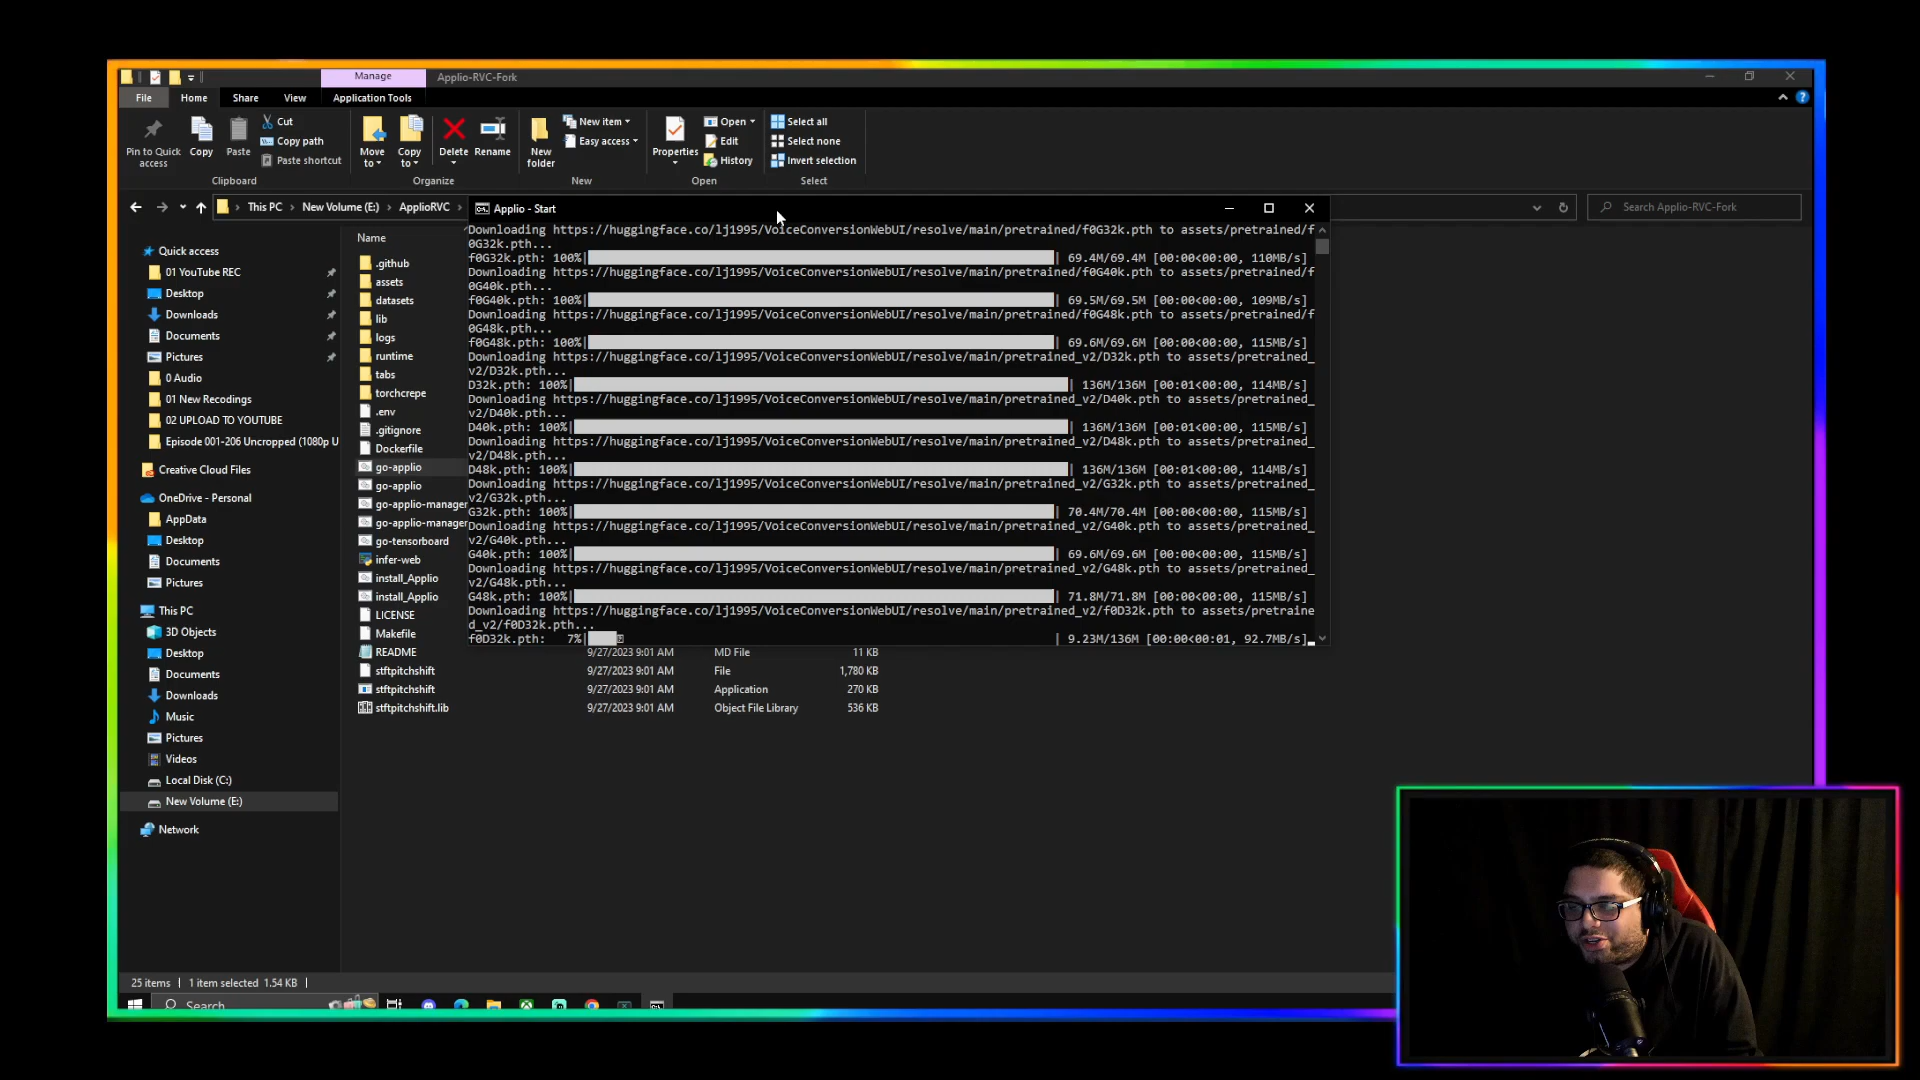 Manage
Applio-RVC-Fork
File
Home
Share
View
Application Tools
Pin to Quick access
Copy
Paste
Cut
Copy path
Paste shortcut
Clipboard
Move to
Copy to
Delete
Rename
Organize
New folder
New item
Easy access
New
Properties
Open
Edit
History
Open
Select all
Select none
Invert selection
Select
This PC > New Volume (E:) > ApplioRVC >
Search Applio-RVC-Fork
Quick access
01 YouTube REC
Desktop
Downloads
Documents
Pictures
0 Audio
01 New Recodings
02 UPLOAD TO YOUTUBE
Episode 001-206 Uncropped (1080p U
Creative Cloud Files
OneDrive - Personal
AppData
Desktop
Documents
Pictures
This PC
3D Objects
Desktop
Documents
Downloads
Music
Pictures
Videos
Local Disk (C:)
New Volume (E:)
Network
Name
.github
assets
datasets
lib
logs
runtime
tabs
torchcrepe
.env
.gitignore
Dockerfile
go-applio
go-applio
go-applio-manager
go-applio-manager
go-tensorboard
infer-web
install_Applio
install_Applio
LICENSE
Makefile
README 9/27/2023 9:01 AM MD File 11 KB
stftpitchshift 9/27/2023 9:01 AM File 1,780 KB
stftpitchshift 9/27/2023 9:01 AM Application 270 KB
stftpitchshift.lib 9/27/2023 9:01 AM Object File Library 536 KB
Applio - Start
Downloading https://huggingface.co/lj1995/VoiceConversionWebUI/resolve/main/pretrained/f0G32k.pth to assets/pretrained/f
0G32k.pth...
f0G32k.pth: 100%| | 69.4M/69.4M [00:00<00:00, 110MB/s]
Downloading https://huggingface.co/lj1995/VoiceConversionWebUI/resolve/main/pretrained/f0G40k.pth to assets/pretrained/f
0G40k.pth...
f0G40k.pth: 100%| | 69.5M/69.5M [00:00<00:00, 109MB/s]
Downloading https://huggingface.co/lj1995/VoiceConversionWebUI/resolve/main/pretrained/f0G48k.pth to assets/pretrained/f
0G48k.pth...
f0G48k.pth: 100%| | 69.6M/69.6M [00:00<00:00, 115MB/s]
Downloading https://huggingface.co/lj1995/VoiceConversionWebUI/resolve/main/pretrained_v2/D32k.pth to assets/pretrained_
v2/D32k.pth...
D32k.pth: 100%| | 136M/136M [00:01<00:00, 114MB/s]
Downloading https://huggingface.co/lj1995/VoiceConversionWebUI/resolve/main/pretrained_v2/D40k.pth to assets/pretrained_
v2/D40k.pth...
D40k.pth: 100%| | 136M/136M [00:01<00:00, 115MB/s]
Downloading https://huggingface.co/lj1995/VoiceConversionWebUI/resolve/main/pretrained_v2/D48k.pth to assets/pretrained_
v2/D48k.pth...
D48k.pth: 100%| | 136M/136M [00:01<00:00, 114MB/s]
Downloading https://huggingface.co/lj1995/VoiceConversionWebUI/resolve/main/pretrained_v2/G32k.pth to assets/pretrained_
v2/G32k.pth...
G32k.pth: 100%| | 70.4M/70.4M [00:00<00:00, 115MB/s]
Downloading https://huggingface.co/lj1995/VoiceConversionWebUI/resolve/main/pretrained_v2/G40k.pth to assets/pretrained_
v2/G40k.pth...
G40k.pth: 100%| | 69.6M/69.6M [00:00<00:00, 115MB/s]
Downloading https://huggingface.co/lj1995/VoiceConversionWebUI/resolve/main/pretrained_v2/G48k.pth to assets/pretrained_
v2/G48k.pth...
G48k.pth: 100%| | 71.8M/71.8M [00:00<00:00, 115MB/s]
Downloading https://huggingface.co/lj1995/VoiceConversionWebUI/resolve/main/pretrained_v2/f0D32k.pth to assets/pretraine
d_v2/f0D32k.pth...
f0D32k.pth: 7%| | 9.23M/136M [00:00<00:01, 92.7MB/s]
25 items
1 item selected 1.54 KB
Search